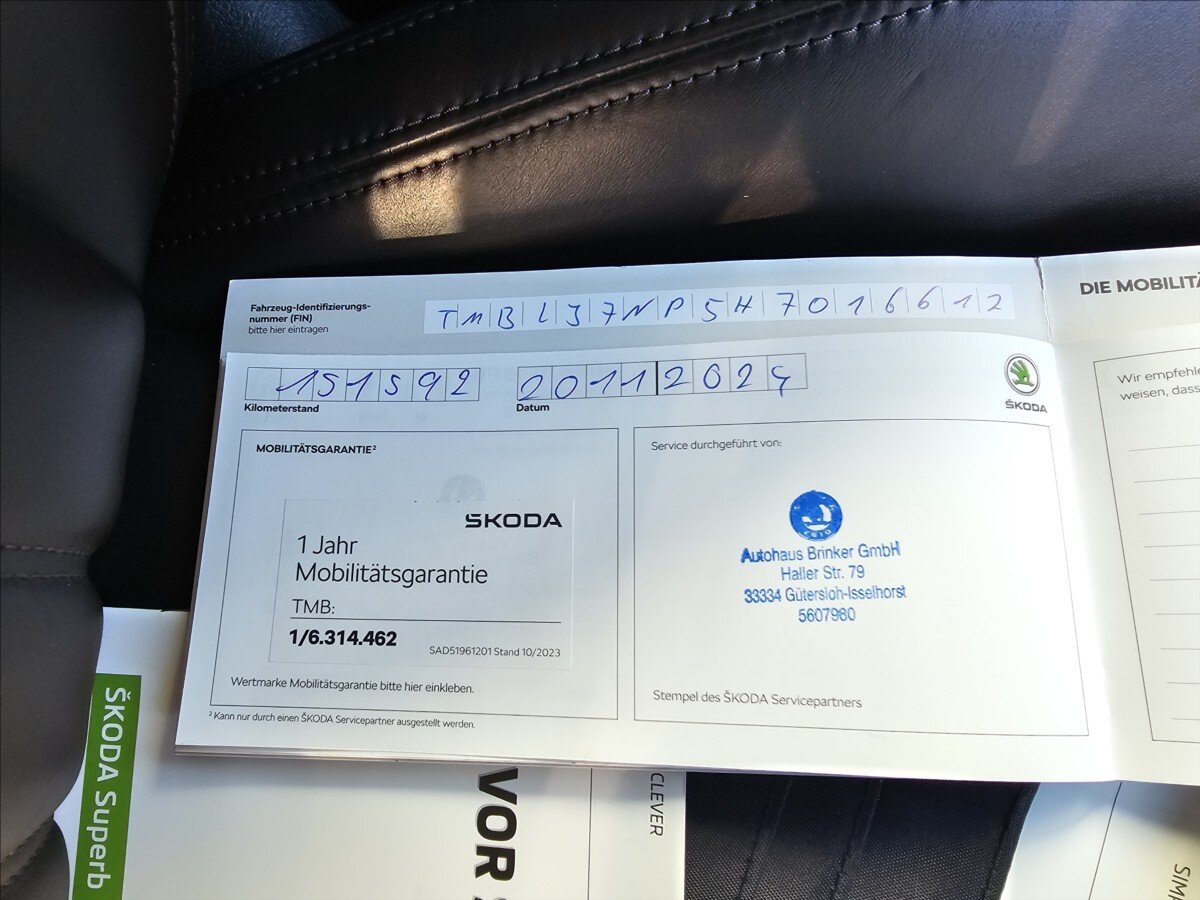 Fahrzeug-Identifizierungs-
nummer (FIN)
bitte hier eintragen
TMBLJ7NP5H7016612
DIE MOBILITÄ
151592
Kilometerstand
20112024
Datum
ŠKODA
Wir empfehle
weisen, dass
MOBILITÄTSGARANTIE²
ŠKODA
1 Jahr
Mobilitätsgarantie
TMB:
1/6.314.462
SAD51961201 Stand 10/2023
Wertmarke Mobilitätsgarantie bitte hier einkleben.
² Kann nur durch einen ŠKODA Servicepartner ausgestellt werden.
Service durchgeführt von:
Autohaus Brinker GmbH
Haller Str. 79
33334 Gütersloh-Isselhorst
5607980
Stempel des ŠKODA Servicepartners
ŠKODA Superb
VOR
CLEVER
SIM